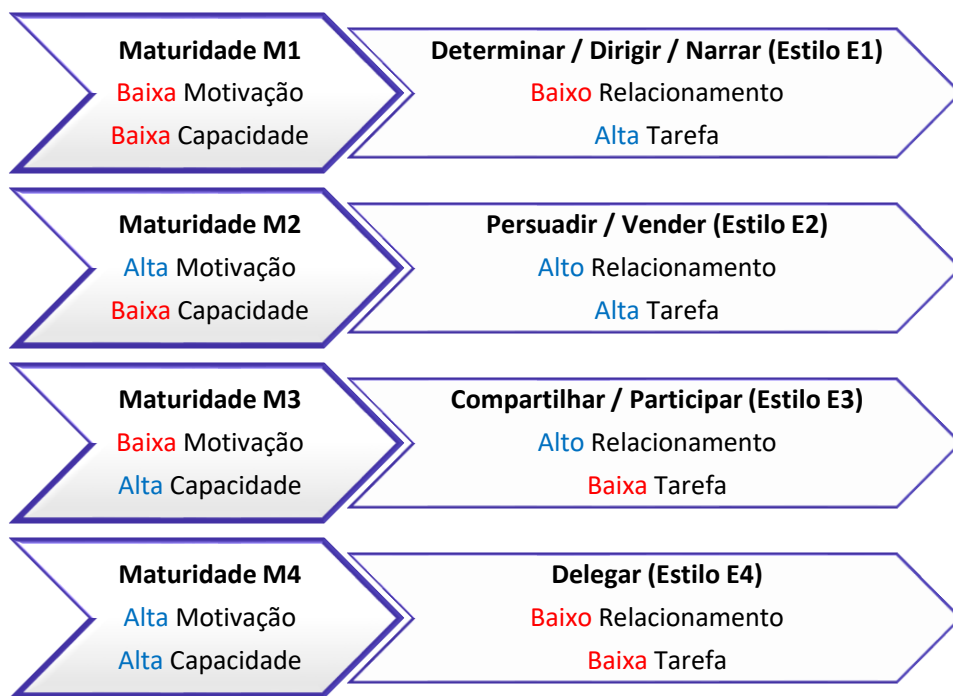 Maturidade M1
Baixa Motivação
Baixa Capacidade
Determinar / Dirigir / Narrar (Estilo E1)
Baixo Relacionamento
Alta Tarefa
Maturidade M2
Alta Motivação
Baixa Capacidade
Persuadir / Vender (Estilo E2)
Alto Relacionamento
Alta Tarefa
Maturidade M3
Baixa Motivação
Alta Capacidade
Compartilhar / Participar (Estilo E3)
Alto Relacionamento
Baixa Tarefa
Maturidade M4
Alta Motivação
Alta Capacidade
Delegar (Estilo E4)
Baixo Relacionamento
Baixa Tarefa